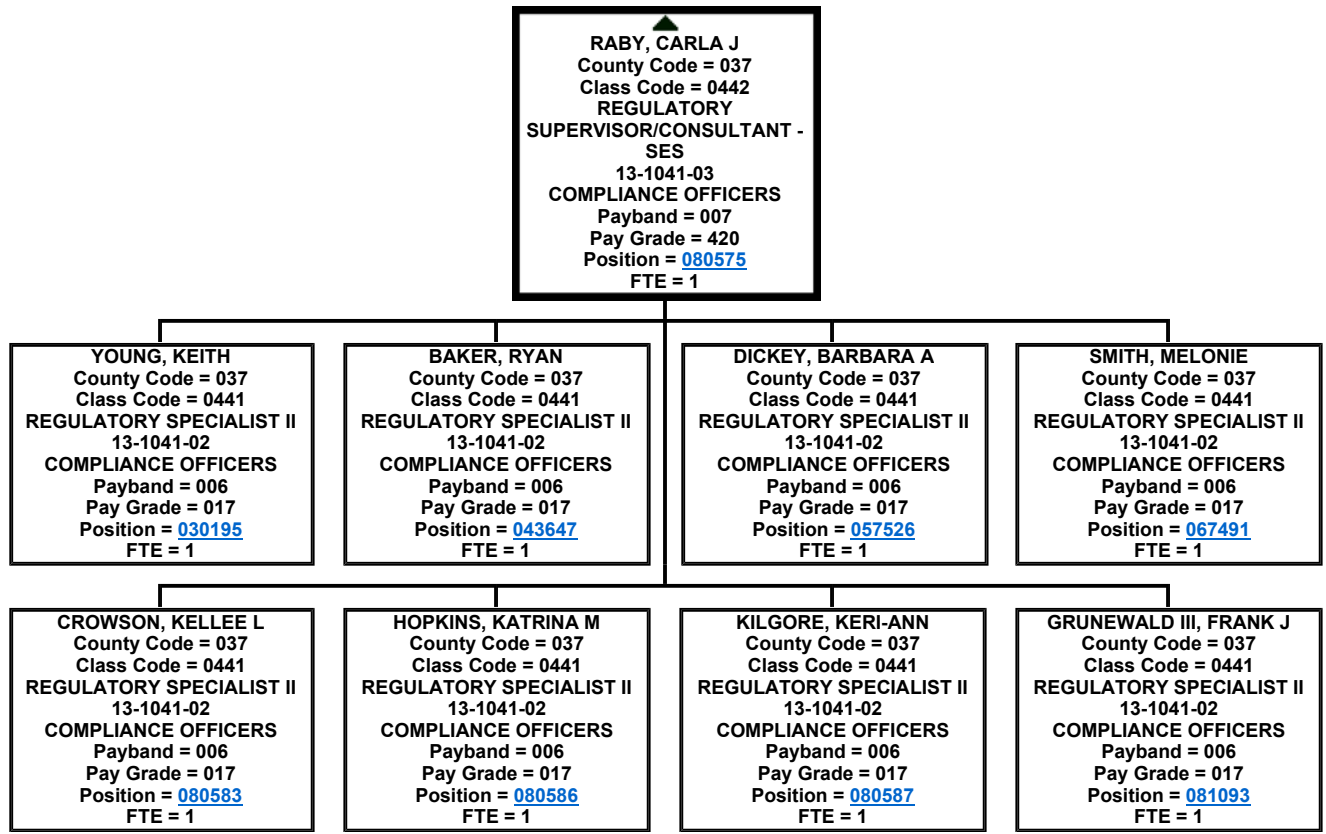 RABY, CARLA J
County Code = 037
Class Code = 0442
REGULATORY
SUPERVISOR/CONSULTANT -
SES
13-1041-03
COMPLIANCE OFFICERS
Payband = 007
Pay Grade = 420
Position = 080575
FTE = 1
YOUNG, KEITH
County Code = 037
Class Code = 0441
REGULATORY SPECIALIST II
13-1041-02
COMPLIANCE OFFICERS
Payband = 006
Pay Grade = 017
Position = 030195
FTE = 1
BAKER, RYAN
County Code = 037
Class Code = 0441
REGULATORY SPECIALIST II
13-1041-02
COMPLIANCE OFFICERS
Payband = 006
Pay Grade = 017
Position = 043647
FTE = 1
DICKEY, BARBARA A
County Code = 037
Class Code = 0441
REGULATORY SPECIALIST II
13-1041-02
COMPLIANCE OFFICERS
Payband = 006
Pay Grade = 017
Position = 057526
FTE = 1
SMITH, MELONIE
County Code = 037
Class Code = 0441
REGULATORY SPECIALIST II
13-1041-02
COMPLIANCE OFFICERS
Payband = 006
Pay Grade = 017
Position = 067491
FTE = 1
CROWSON, KELLEE L
County Code = 037
Class Code = 0441
REGULATORY SPECIALIST II
13-1041-02
COMPLIANCE OFFICERS
Payband = 006
Pay Grade = 017
Position = 080583
FTE = 1
HOPKINS, KATRINA M
County Code = 037
Class Code = 0441
REGULATORY SPECIALIST II
13-1041-02
COMPLIANCE OFFICERS
Payband = 006
Pay Grade = 017
Position = 080586
FTE = 1
KILGORE, KERI-ANN
County Code = 037
Class Code = 0441
REGULATORY SPECIALIST II
13-1041-02
COMPLIANCE OFFICERS
Payband = 006
Pay Grade = 017
Position = 080587
FTE = 1
GRUNEWALD III, FRANK J
County Code = 037
Class Code = 0441
REGULATORY SPECIALIST II
13-1041-02
COMPLIANCE OFFICERS
Payband = 006
Pay Grade = 017
Position = 081093
FTE = 1